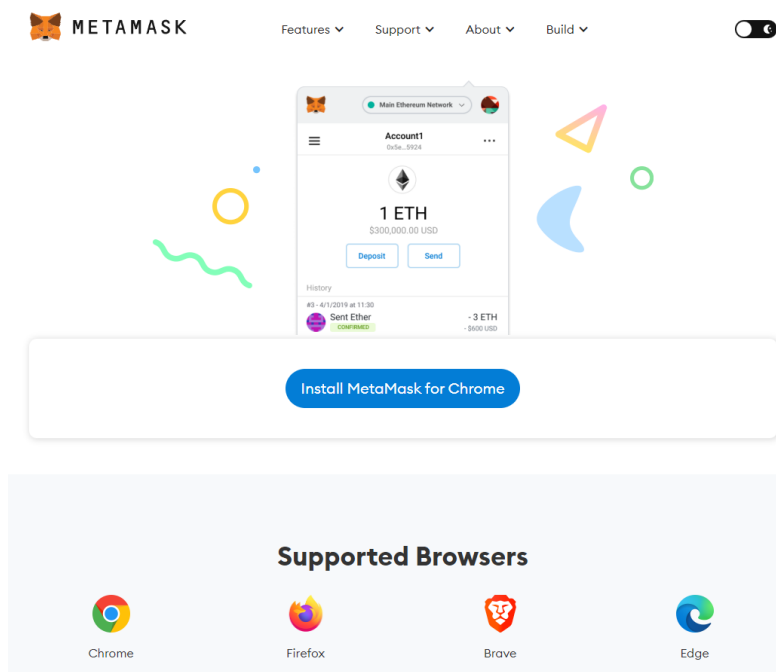 METAMASK
Features Support About Build
Main Ethereum Network
Account1
0x5e...5924
1 ETH
$300,000.00 USD
Deposit Send
History
#3 - 4/1/2019 at 11:30
Sent Ether - 3 ETH
CONFIRMED - $600 USD
Install MetaMask for Chrome
Supported Browsers
Chrome Firefox Brave Edge